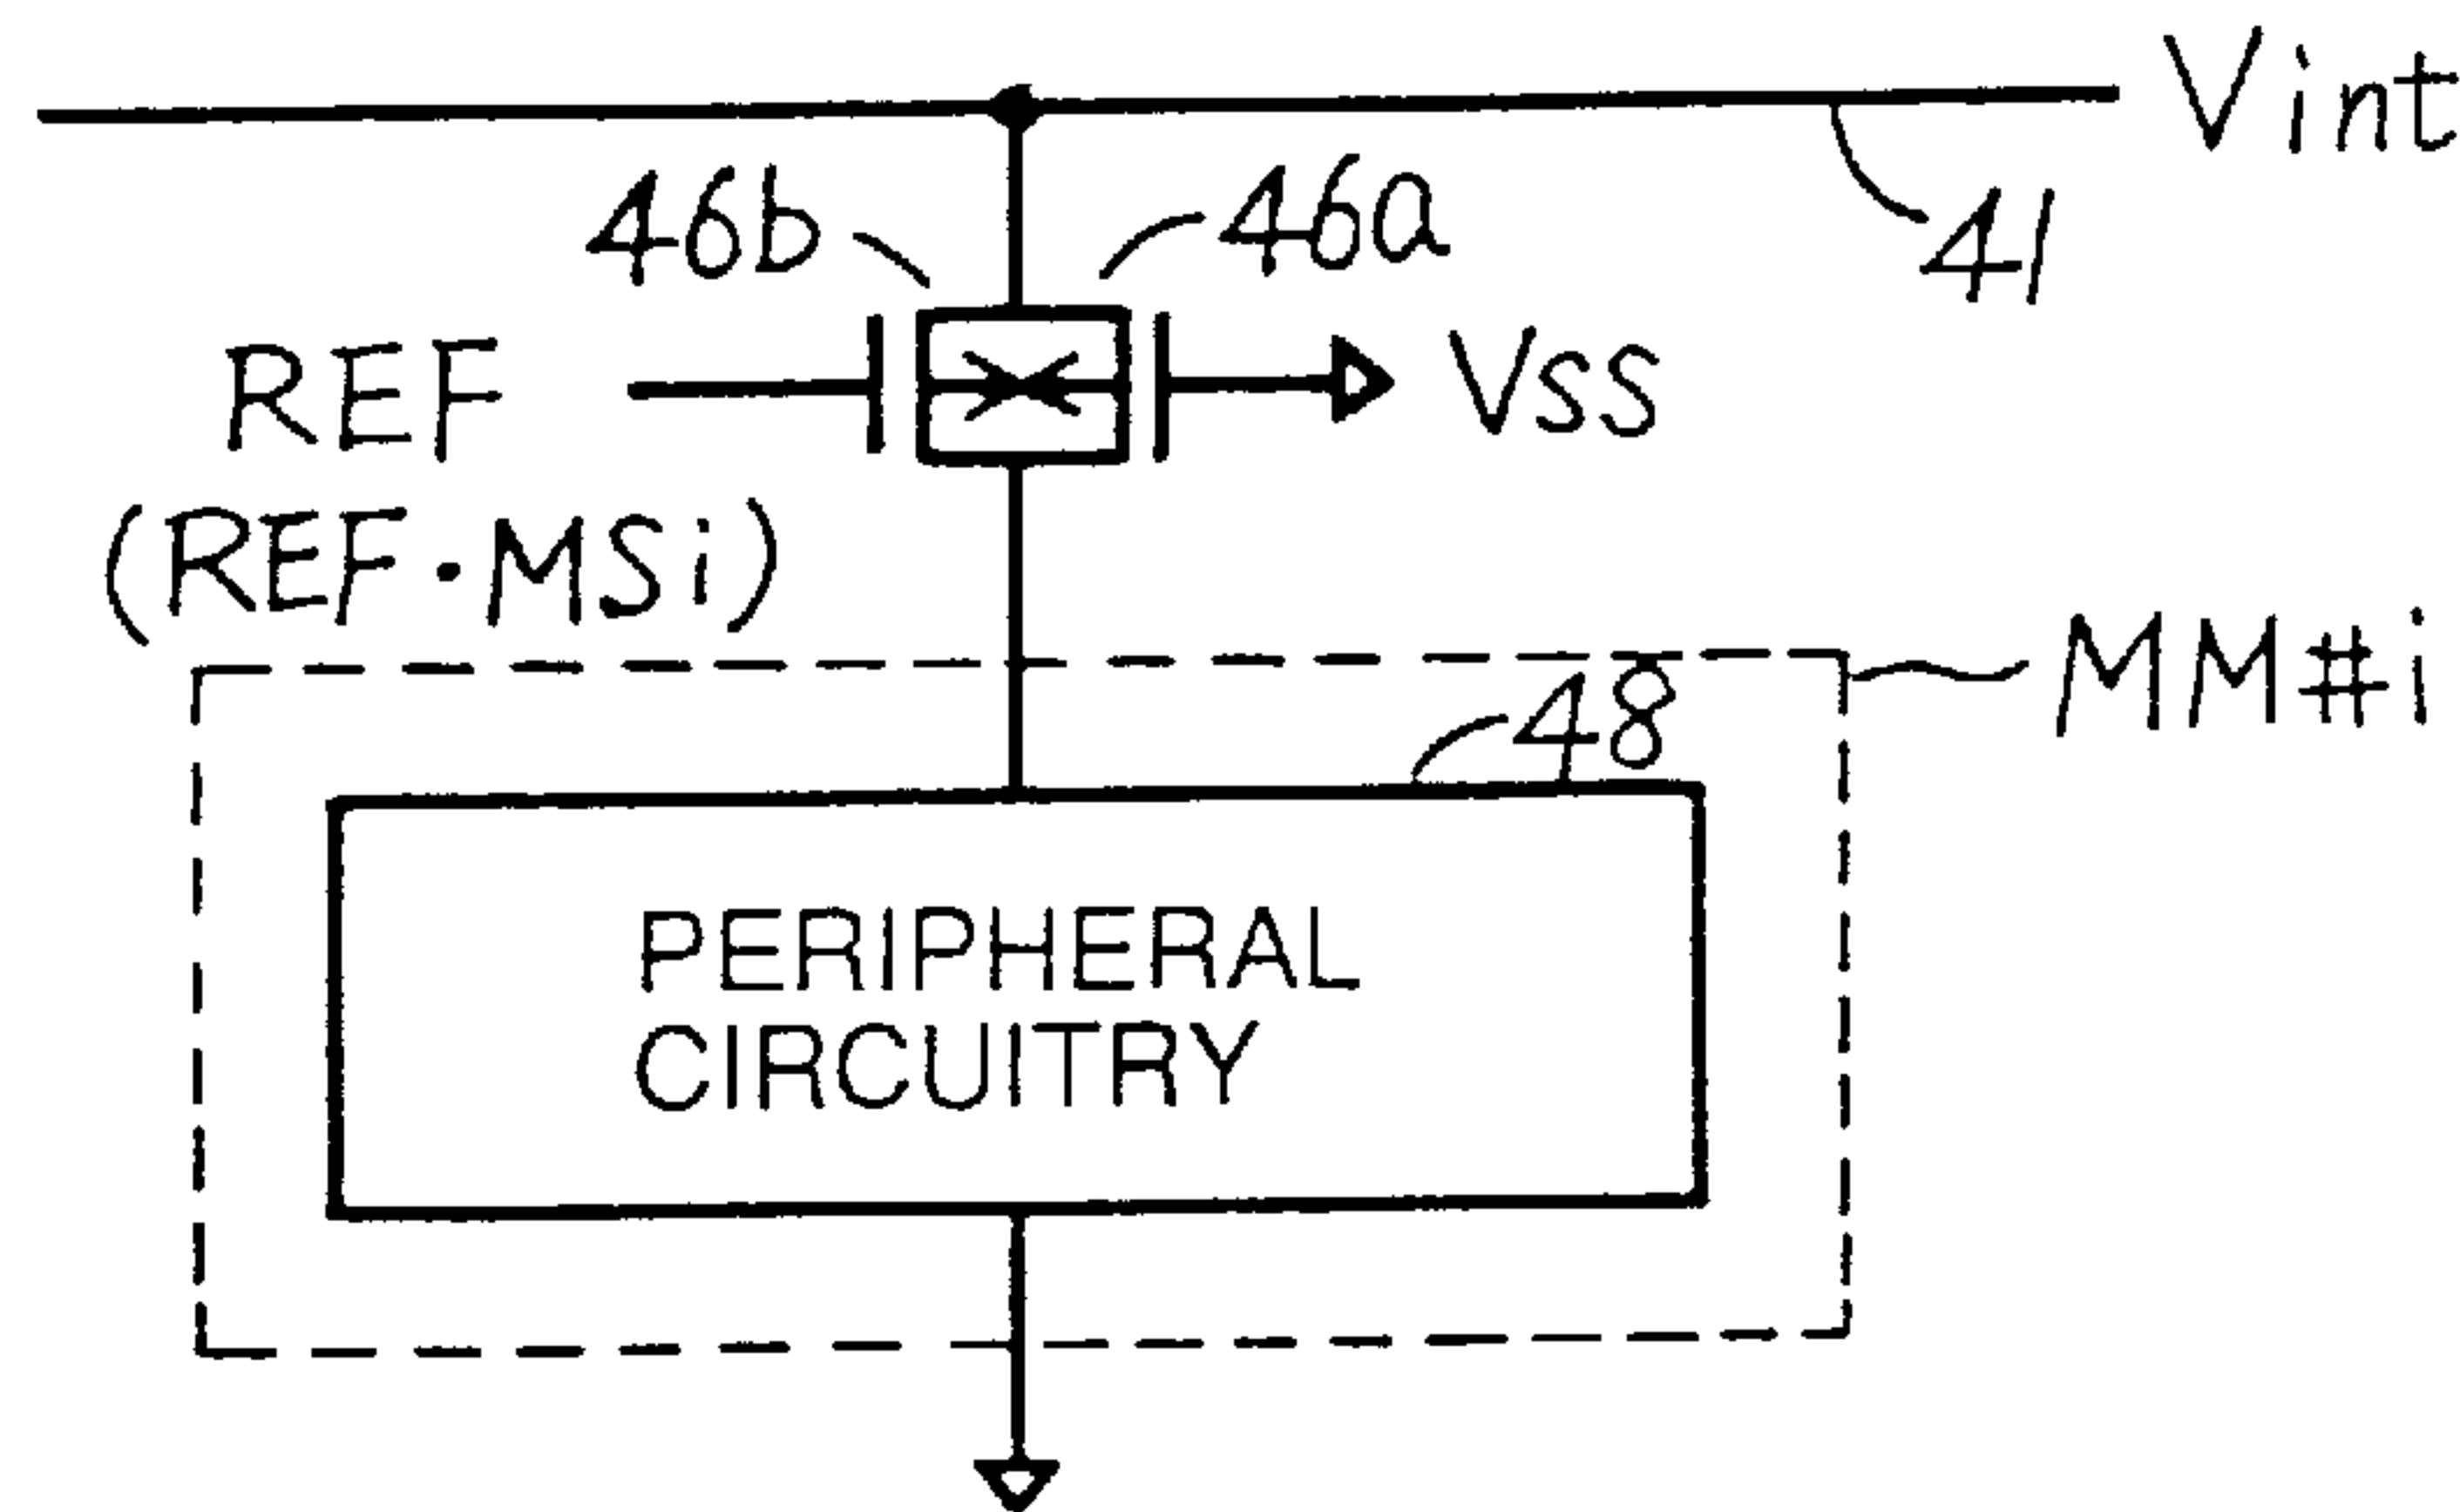 Vint
46b
46a
41
REF
VSS
(REF·MSi)
MM#i
48
PERIPHERAL
CIRCUITRY